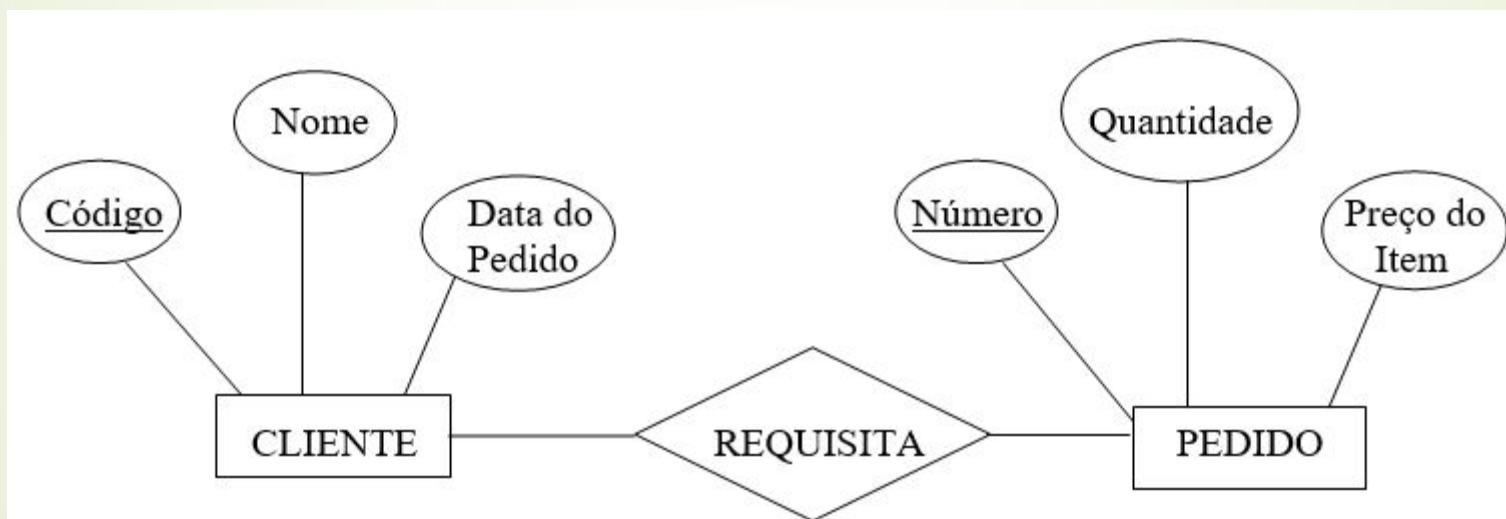 Nome
Quantidade
Código
Data do
Pedido
Número
Preço do
Item
CLIENTE
REQUISITA
PEDIDO